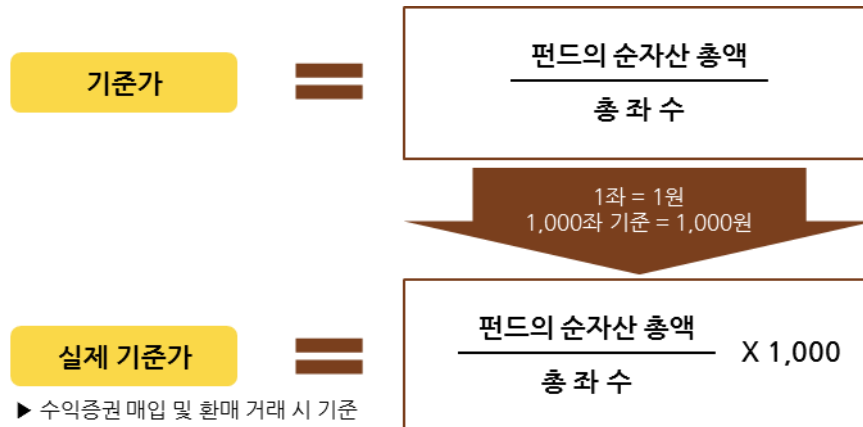 기준가
펀드의 순자산 총액
총 좌 수
1좌 = 1원
1,000좌 기준 = 1,000원
실제 기준가
펀드의 순자산 총액
총 좌 수
X 1,000
▶ 수익증권 매입 및 환매 거래 시 기준